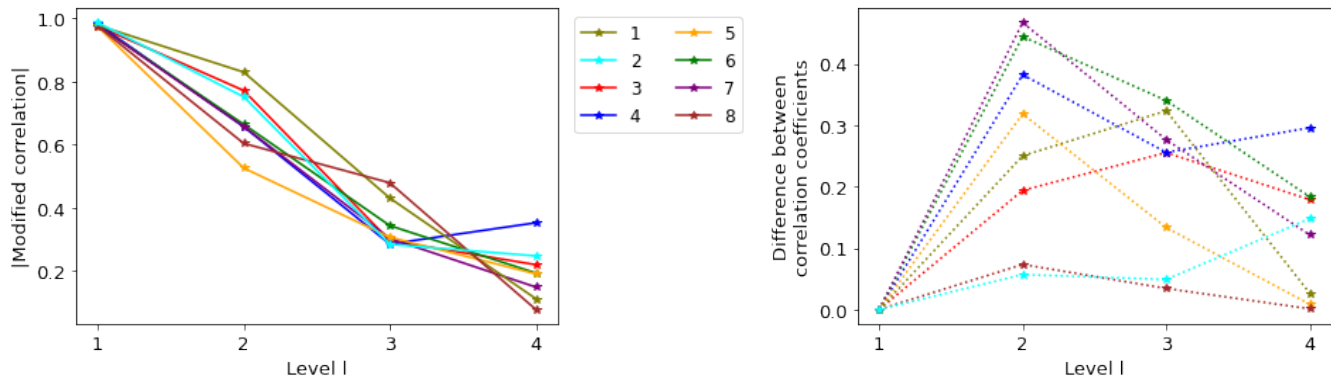 |Modified correlation|
1.0
0.8
0.6
0.4
0.2
1 2 3 4
Level l
1 5
2 6
3 7
4 8
Difference between
correlation coefficients
0.4
0.3
0.2
0.1
0.0
1 2 3 4
Level l